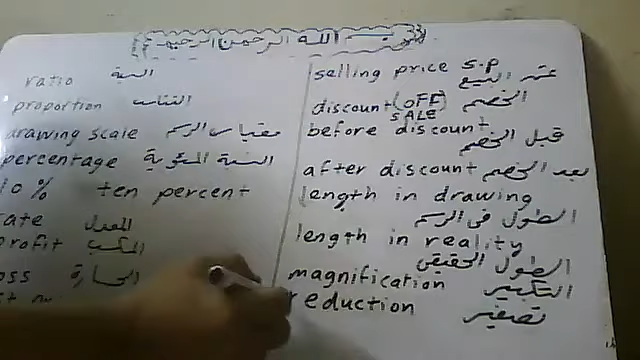 بسم الله الرحمن الرحيم
ratio النسبة
proportion التناسب
drawing scale مقياس الرسم
percentage النسبة المئوية
10% ten percent
rate المعدل
profit المكسب
loss الخسارة
selling price s.p
discount (OFF) الخصم
SALE
before discount قبل الخصم
after discount بعد الخصم
length in drawing
الطول في الرسم
length in reality
الطول الحقيقي
magnification التكبير
reduction تصغير